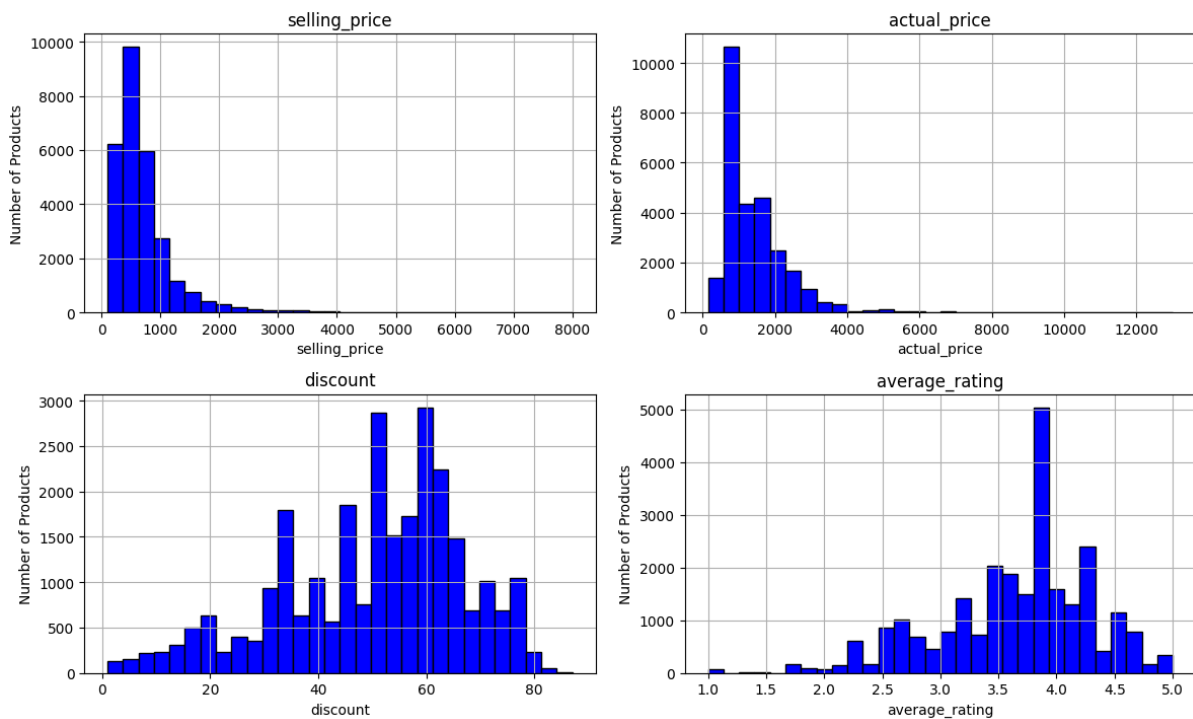 selling_price
10000
8000
6000
4000
2000
0
Number of Products
0 1000 2000 3000 4000 5000 6000 7000 8000
selling_price
actual_price
10000
8000
6000
4000
2000
0
Number of Products
0 2000 4000 6000 8000 10000 12000
actual_price
discount
3000
2500
2000
1500
1000
500
0
Number of Products
0 20 40 60 80
discount
average_rating
5000
4000
3000
2000
1000
0
Number of Products
1.0 1.5 2.0 2.5 3.0 3.5 4.0 4.5 5.0
average_rating